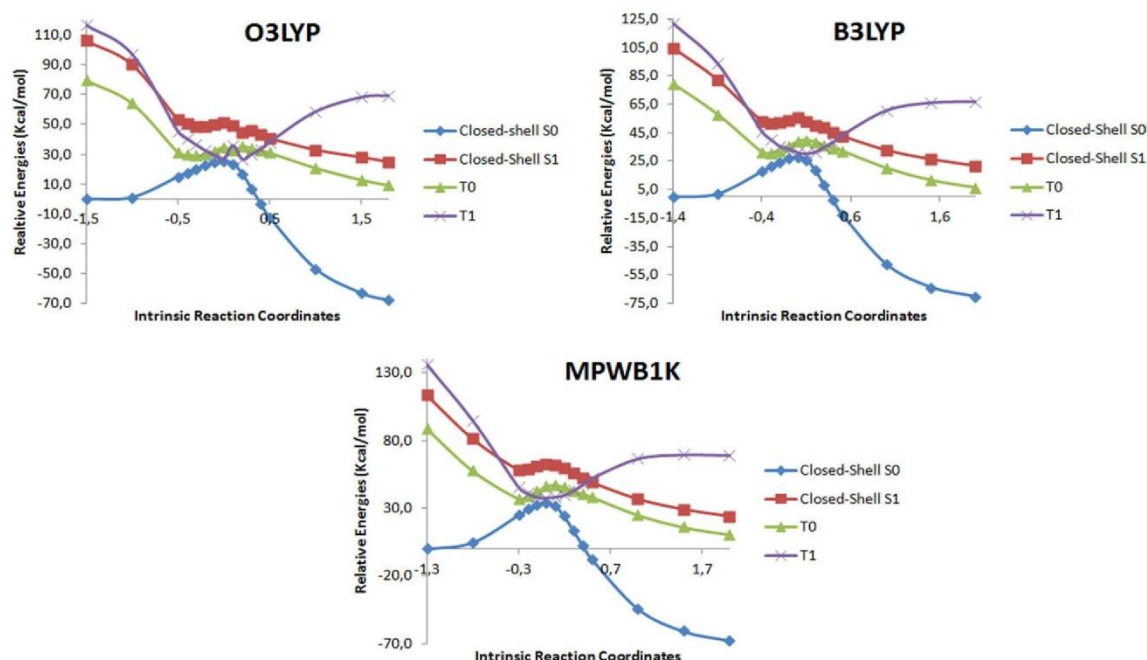 O3LYP
Realtive Energies (Kcal/mol)
110,0
90,0
70,0
50,0
30,0
10,0
-10,0
-30,0
-50,0
-70,0
-1,5
-0,5
0,5
1,5
Intrinsic Reaction Coordinates
Closed-shell S0
Closed-Shell S1
T0
T1
B3LYP
Relative Energies (Kcal/mol)
125,0
105,0
85,0
65,0
45,0
25,0
5,0
-15,0
-35,0
-55,0
-75,0
-1,4
-0,4
0,6
1,6
Intrinsic Reaction Coordinates
Closed-shell S0
Closed-Shell S1
T0
T1
MPWB1K
Relative Energies (Kcal/mol)
130,0
80,0
30,0
-20,0
-70,0
-1,3
-0,3
0,7
1,7
Intrinsic Reaction Coordinates
Closed-Shell S0
Closed-Shell S1
T0
T1